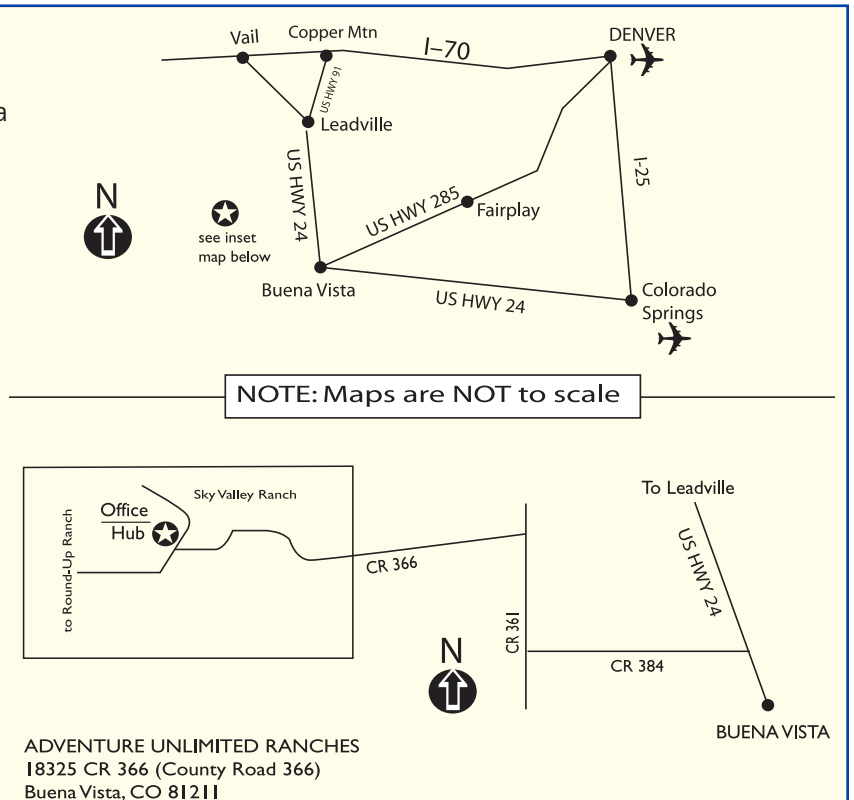 Vail
Copper Mtn
I–70
DENVER
US HWY 91
a
Leadville
US HWY 24
N
see inset
map below
US HWY 285
Fairplay
I-25
Buena Vista
US HWY 24
Colorado
Springs
NOTE: Maps are NOT to scale
Sky Valley Ranch
Office
Hub
to Round-Up Ranch
CR 366
To Leadville
US HWY 24
CR 361
N
CR 384
BUENA VISTA
ADVENTURE UNLIMITED RANCHES
18325 CR 366 (County Road 366)
Buena Vista, CO 81211